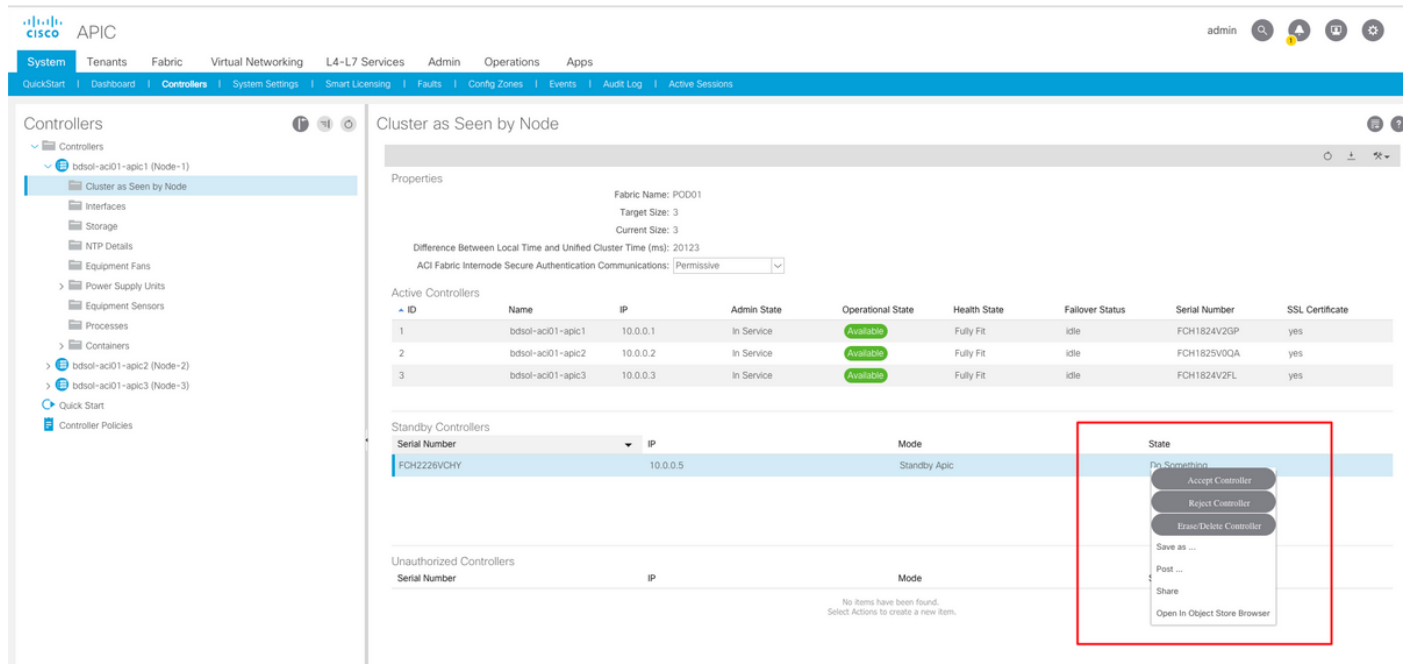 cisco APIC
admin
1
System Tenants Fabric Virtual Networking L4-L7 Services Admin Operations Apps
QuickStart | Dashboard | Controllers | System Settings | Smart Licensing | Faults | Config Zones | Events | Audit Log | Active Sessions
Controllers
Controllers
bdsol-aci01-apic1 (Node-1)
Cluster as Seen by Node
Interfaces
Storage
NTP Details
Equipment Fans
Power Supply Units
Equipment Sensors
Processes
Containers
bdsol-aci01-apic2 (Node-2)
bdsol-aci01-apic3 (Node-3)
Quick Start
Controller Policies
Cluster as Seen by Node
?
Properties
Fabric Name: POD01
Target Size: 3
Current Size: 3
Difference Between Local Time and Unified Cluster Time (ms): 20123
ACI Fabric Internode Secure Authentication Communications: Permissive
Active Controllers
ID Name IP Admin State Operational State Health State Failover Status Serial Number SSL Certificate
1 bdsol-aci01-apic1 10.0.0.1 In Service Available Fully Fit idle FCH1824V2GP yes
2 bdsol-aci01-apic2 10.0.0.2 In Service Available Fully Fit idle FCH1825V0QA yes
3 bdsol-aci01-apic3 10.0.0.3 In Service Available Fully Fit idle FCH1824V2FL yes
Standby Controllers
Serial Number IP Mode State
FCH2226VCHY 10.0.0.5 Standby Apic Do Something
Accept Controller
Reject Controller
Erase/Delete Controller
Save as ...
Post ...
Share
Open In Object Store Browser
Unauthorized Controllers
Serial Number IP Mode
No items have been found.
Select Actions to create a new item.